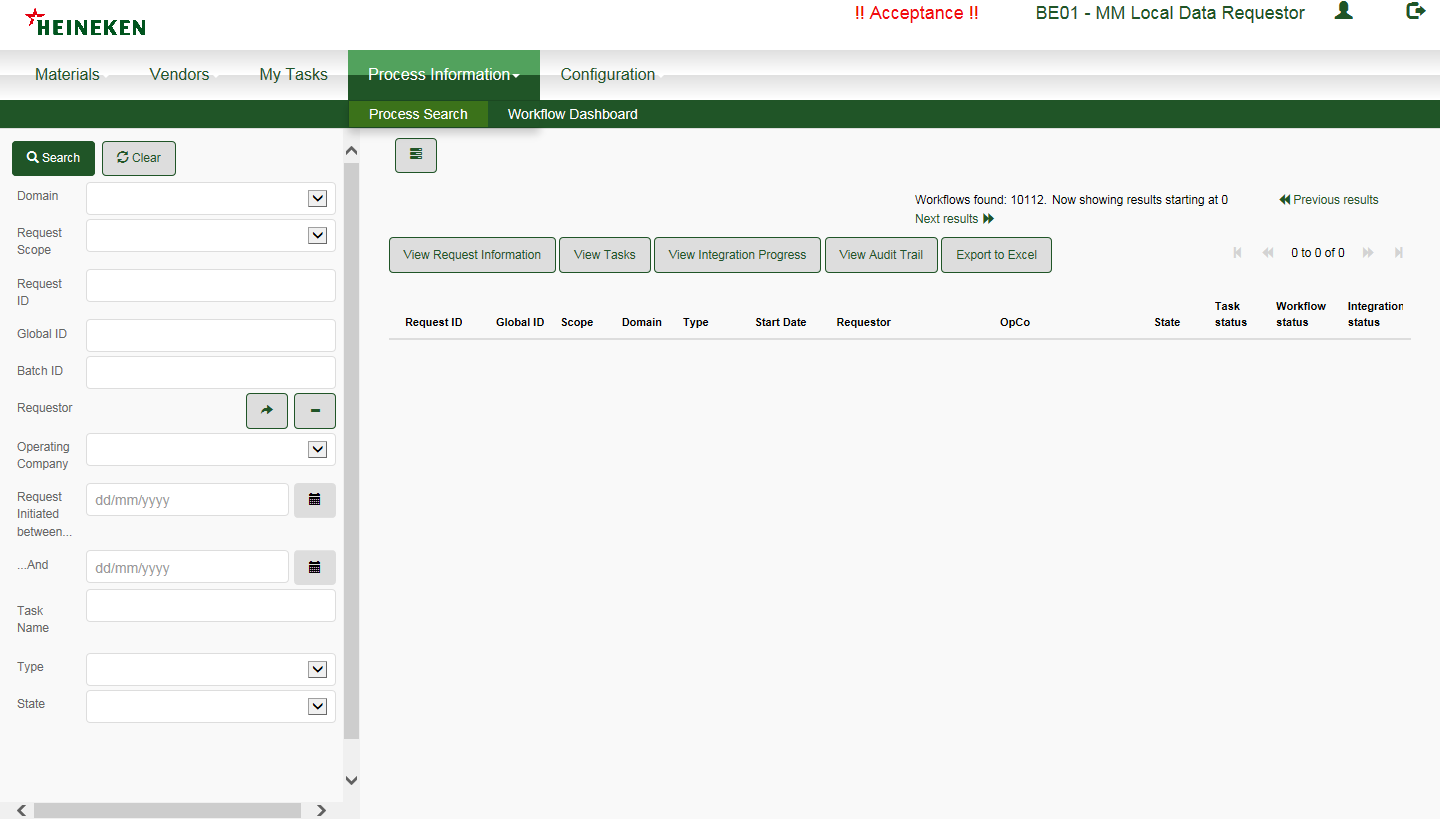 HEINEKEN
!! Acceptance !!
BE01 - MM Local Data Requestor
Materials
Vendors
My Tasks
Process Information
Configuration
Process Search
Workflow Dashboard
Search
Clear
Domain
Request
Scope
Request
ID
Global ID
Batch ID
Requestor
Operating
Company
Request
Initiated
between...
dd/mm/yyyy
...And
dd/mm/yyyy
Task
Name
Type
State
Workflows found: 10112. Now showing results starting at 0
Previous results
Next results
View Request Information
View Tasks
View Integration Progress
View Audit Trail
Export to Excel
0 to 0 of 0
Request ID
Global ID
Scope
Domain
Type
Start Date
Requestor
OpCo
State
Task
status
Workflow
status
Integration
status